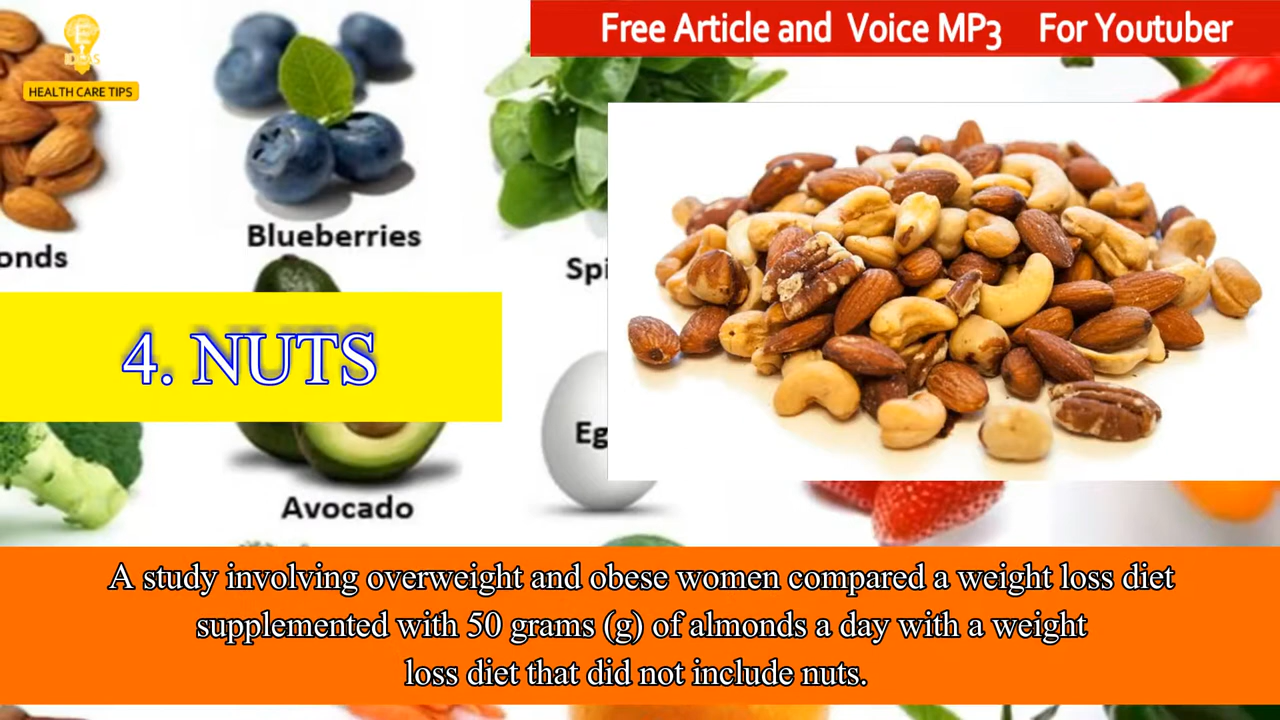 Free Article and Voice MP3 For Youtuber
IDEAS
HEALTH CARE TIPS
Blueberries
onds
Spi
4. NUTS
Eg
Avocado
A study involving overweight and obese women compared a weight loss diet
supplemented with 50 grams (g) of almonds a day with a weight
loss diet that did not include nuts.